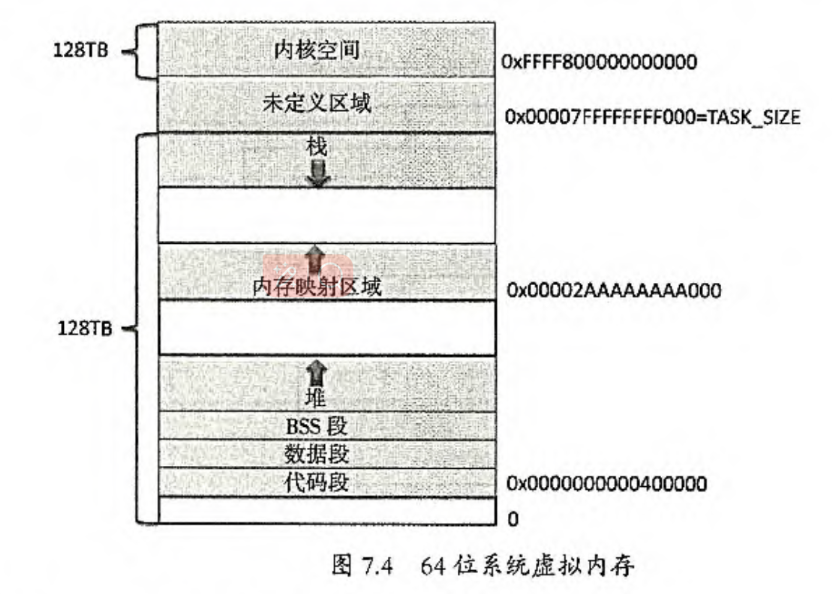 128TB
内核空间
0xFFFF800000000000
未定义区域
0x00007FFFFFFFF000=TASK_SIZE
栈
内存映射区域
0x00002AAAAAAAA000
128TB
堆
BSS 段
数据段
代码段
0x0000000000400000
0
图 7.4 64 位系统虚拟内存